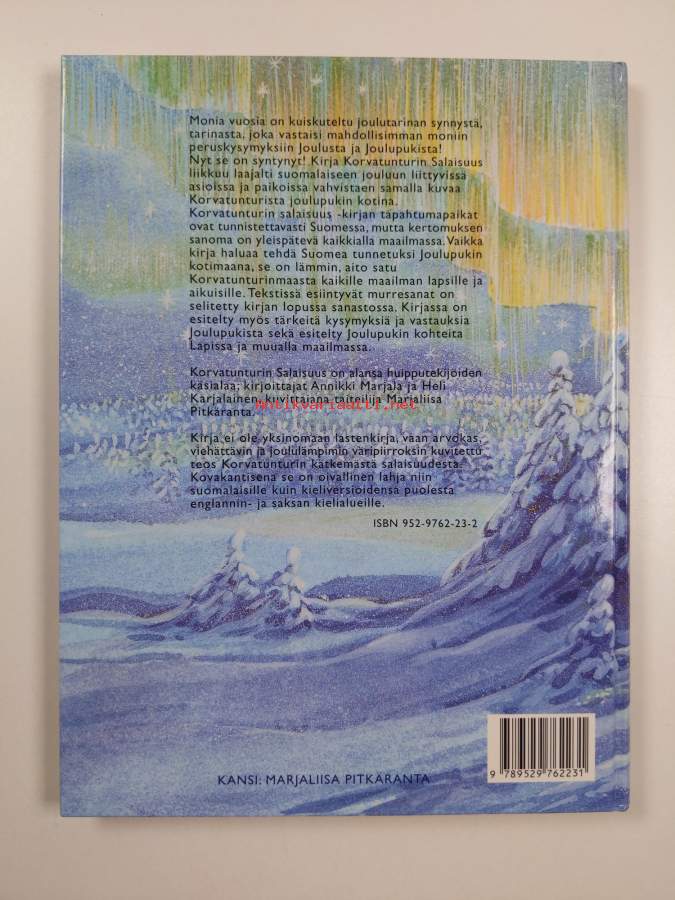 Monia vuosia on kuiskuteltu joulutarinan synnystä,
tarinasta, joka vastaisi mahdollisimman moniin
peruskysymyksiin Joulusta ja Joulupukista!
Nyt se on syntynyt! Kirja Korvatunturin Salaisuus
liikkuu laajalti suomalaiseen jouluun liittyvissä
asioissa ja paikoissa vahvistaen samalla kuvaa
Korvatunturista joulupukin kotina.
Korvatunturin salaisuus -kirjan tapahtumapaikat
ovat tunnistettavasti Suomessa, mutta kertomuksen
sanoma on yleispätevä kaikkialla maailmassa. Vaikka
kirja haluaa tehdä Suomea tunnetuksi Joulupukin
kotimaana, se on lämmin, aito satu
Korvatunturinmaasta kaikille maailman lapsille ja
aikuisille. Tekstissä esiintyvät murresanat on
selitetty kirjan lopussa sanastossa. Kirjassa on
esitelty myös tärkeitä kysymyksiä ja vastauksia
Joulupukista sekä esitelty Joulupukin kohteita
Lapissa ja muualla maailmassa.
Korvatunturin Salaisuus on alansa huipputekijöiden
käsialaa; kirjoittajat Annikki Marjala ja Heli
Karjalainen, kuvittajana taiteilija Marjaliisa
Antikvariaatti.net
Pitkäranta.
Kirja ei ole yksinomaan lastenkirja, vaan arvokas,
viehättävin ja joululämpimin väripiirroksin kuvitettu
teos Korvatunturin kätkemästä salaisuudesta.
Kovakantisena se on oivallinen lahja niin
suomalaisille kuin kieliversioidensa puolesta
englannin- ja saksan kielialueille.
ISBN 952-9762-23-2
9 789529 762231
KANSI: MARJALIISA PITKÄRANTA